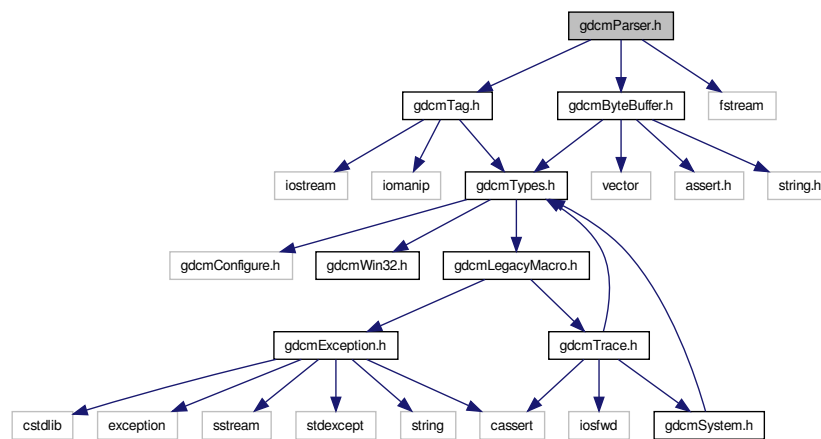 gdcmParser.h
gdcmTag.h
gdcmByteBuffer.h
fstream
iostream
iomanip
gdcmTypes.h
vector
assert.h
string.h
gdcmConfigure.h
gdcmWin32.h
gdcmLegacyMacro.h
gdcmException.h
gdcmTrace.h
cstdlib
exception
sstream
stdexcept
string
cassert
iosfwd
gdcmSystem.h